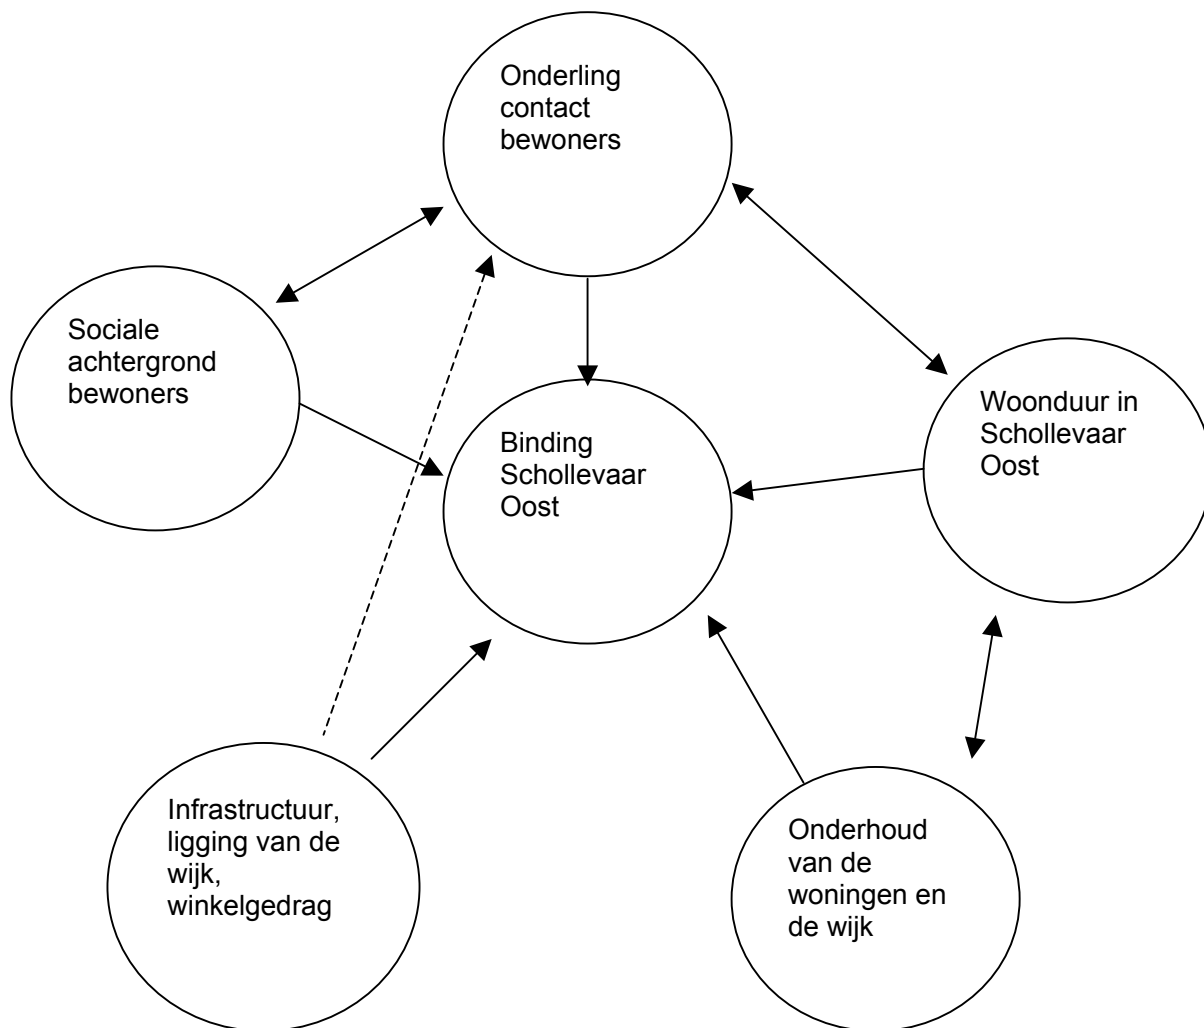 Onderling
contact
bewoners
Sociale
achtergrond
bewoners
Binding
Schollevaar
Oost
Woonduur in
Schollevaar
Oost
Infrastructuur,
ligging van de
wijk,
winkelgedrag
Onderhoud
van de
woningen en
de wijk